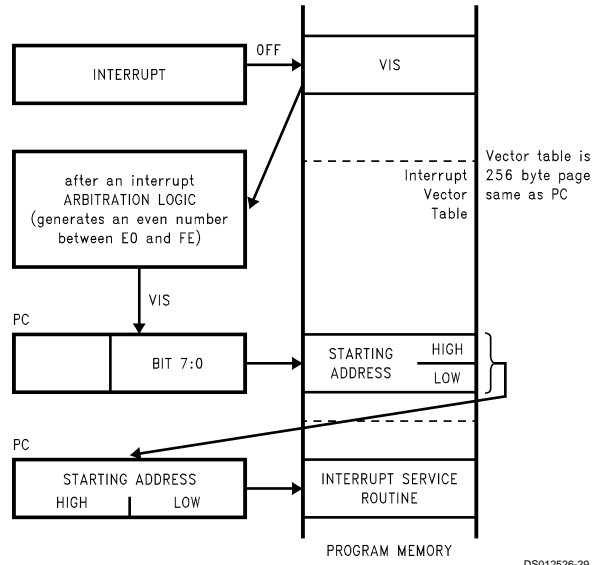 INTERRUPT
OFF
VIS
after an interrupt
ARBITRATION LOGIC
(generates an even number
between E0 and FE)
Interrupt
Vector
Table
Vector table is
256 byte page
same as PC
VIS
PC
BIT 7:0
STARTING
ADDRESS
HIGH
LOW
PC
STARTING ADDRESS
HIGH
LOW
INTERRUPT SERVICE
ROUTINE
PROGRAM MEMORY
DS012526-29